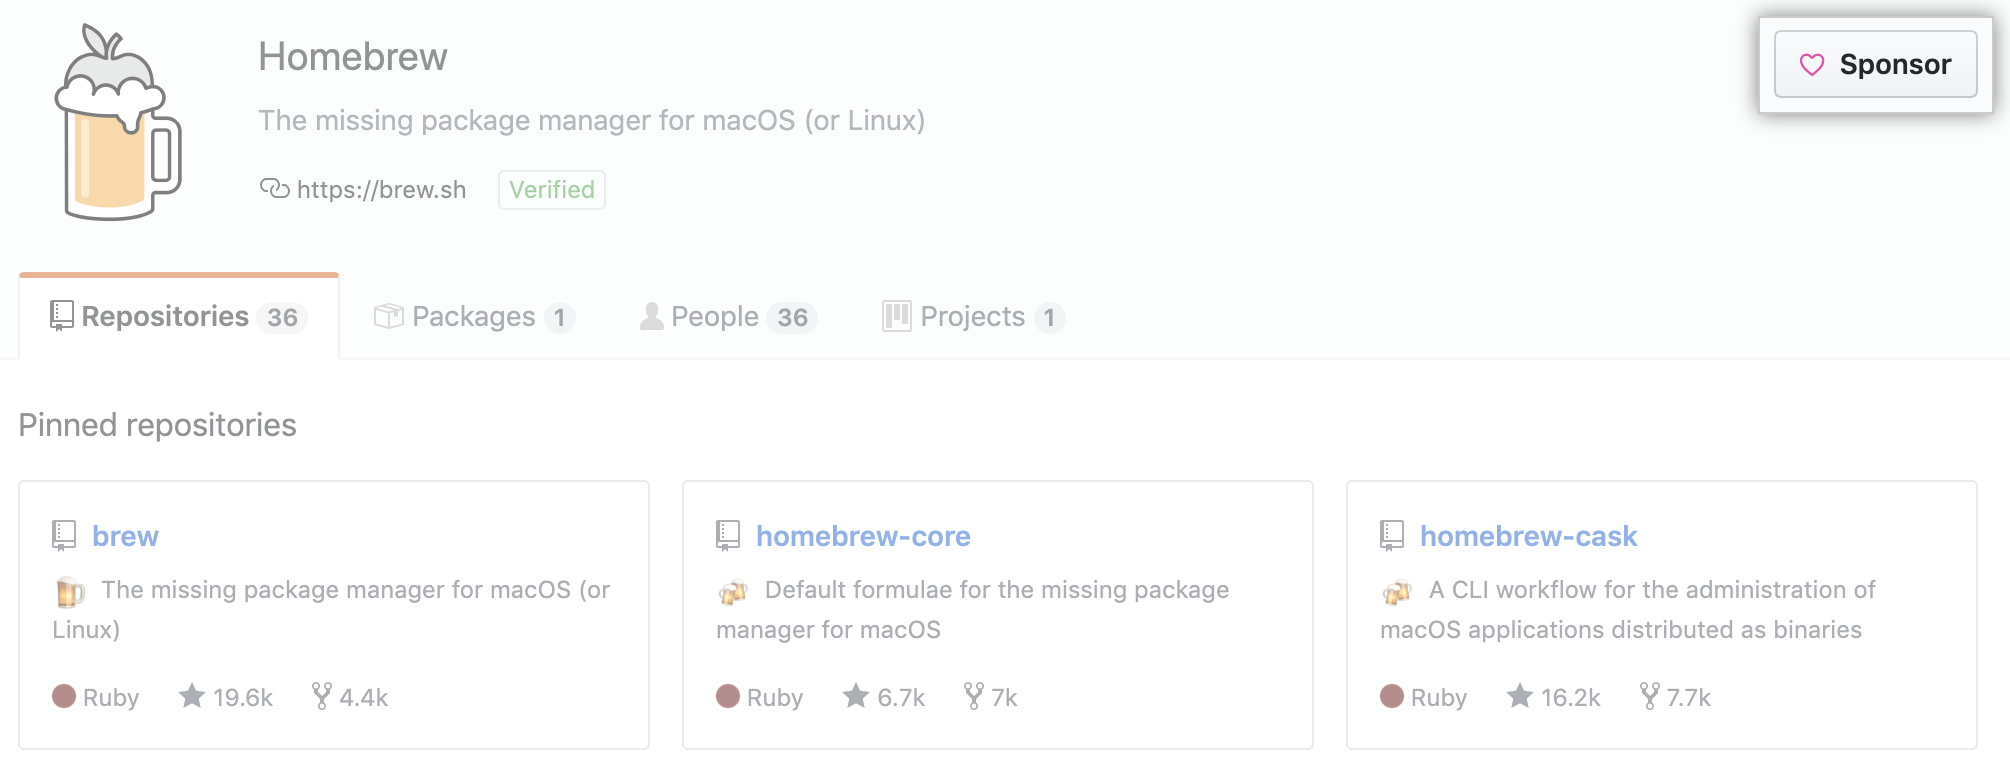 Homebrew
Sponsor
The missing package manager for macOS (or Linux)
https://brew.sh Verified
Repositories 36 Packages 1 People 36 Projects 1
Pinned repositories
brew
The missing package manager for macOS (or
Linux)
Ruby 19.6k 4.4k
homebrew-core
Default formulae for the missing package
manager for macOS
Ruby 6.7k 7k
homebrew-cask
A CLI workflow for the administration of
macOS applications distributed as binaries
Ruby 16.2k 7.7k